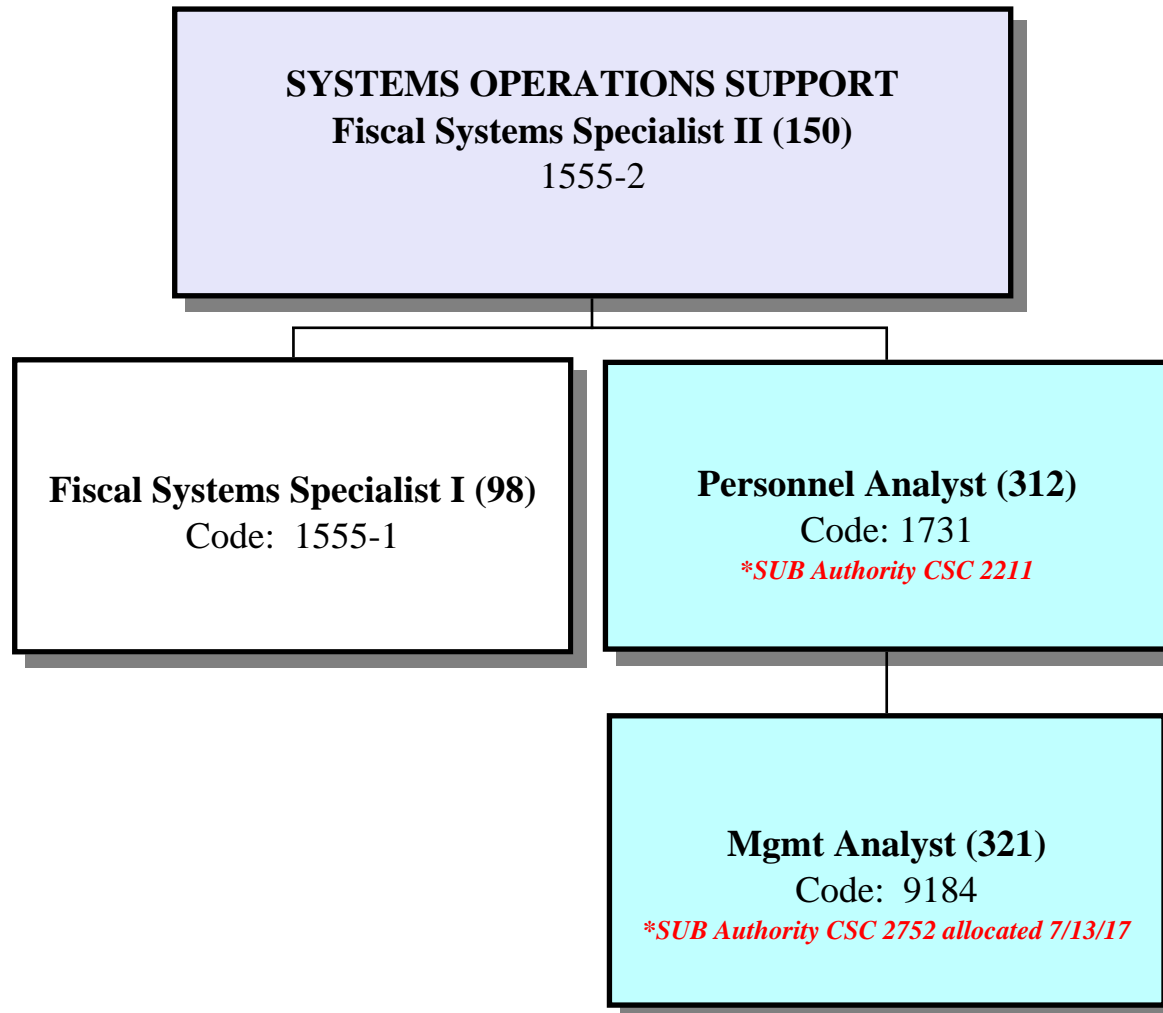 SYSTEMS OPERATIONS SUPPORT
Fiscal Systems Specialist II (150)
1555-2
Fiscal Systems Specialist I (98)
Code:  1555-1
Personnel Analyst (312)
Code: 1731
*SUB Authority CSC 2211
Mgmt Analyst (321)
Code:  9184
*SUB Authority CSC 2752 allocated 7/13/17